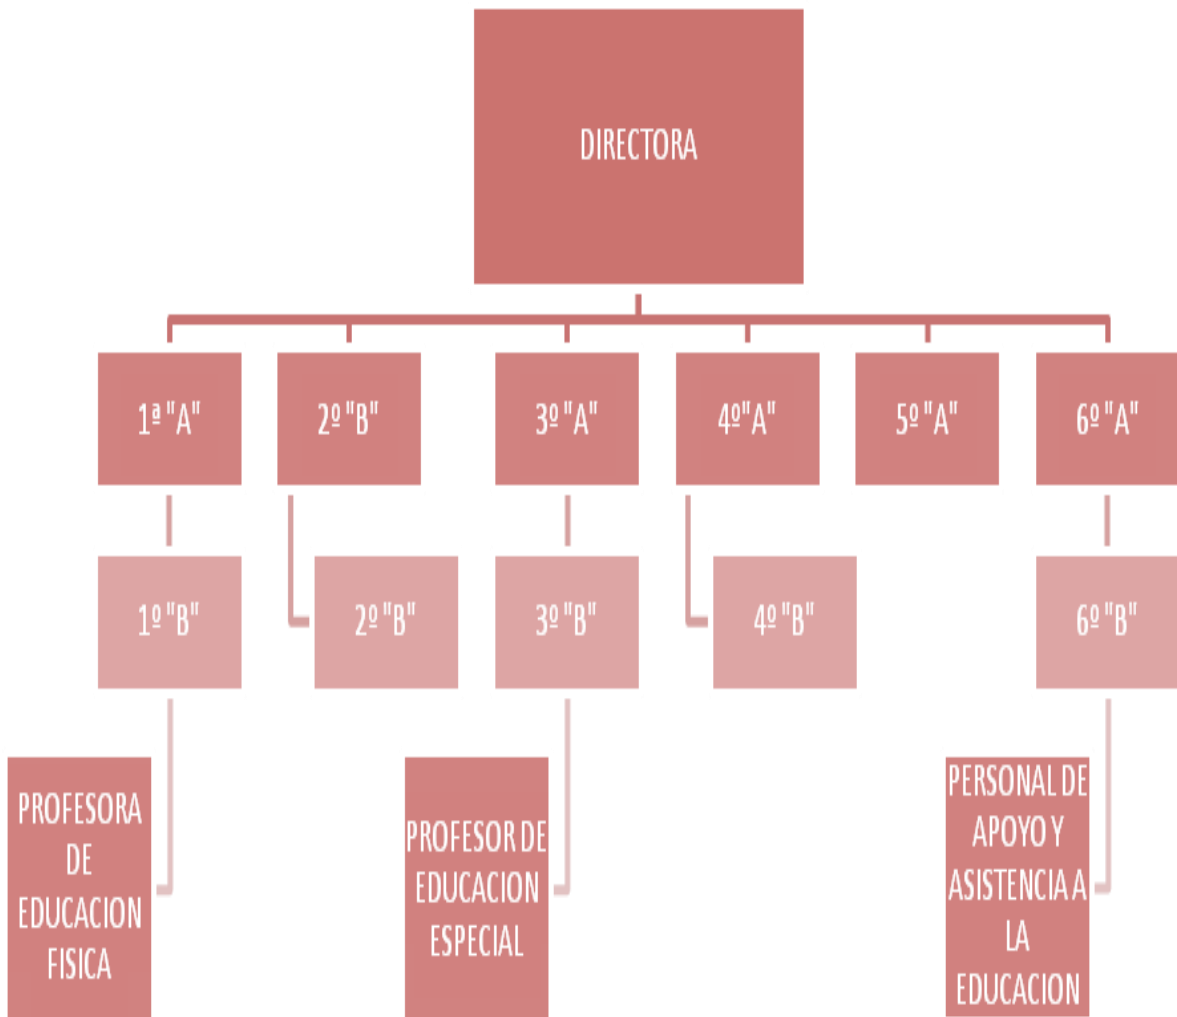 DIRECTORA
1ª "A"
2º "B"
3º "A"
4º"A"
5º "A"
6º "A"
1º "B"
2º "B"
3º "B"
4º "B"
6º "B"
PROFESORA
DE
EDUCACION
FISICA
PROFESOR DE
EDUCACION
ESPECIAL
PERSONAL DE
APOYO Y
ASISTENCIA A
LA
EDUCACION